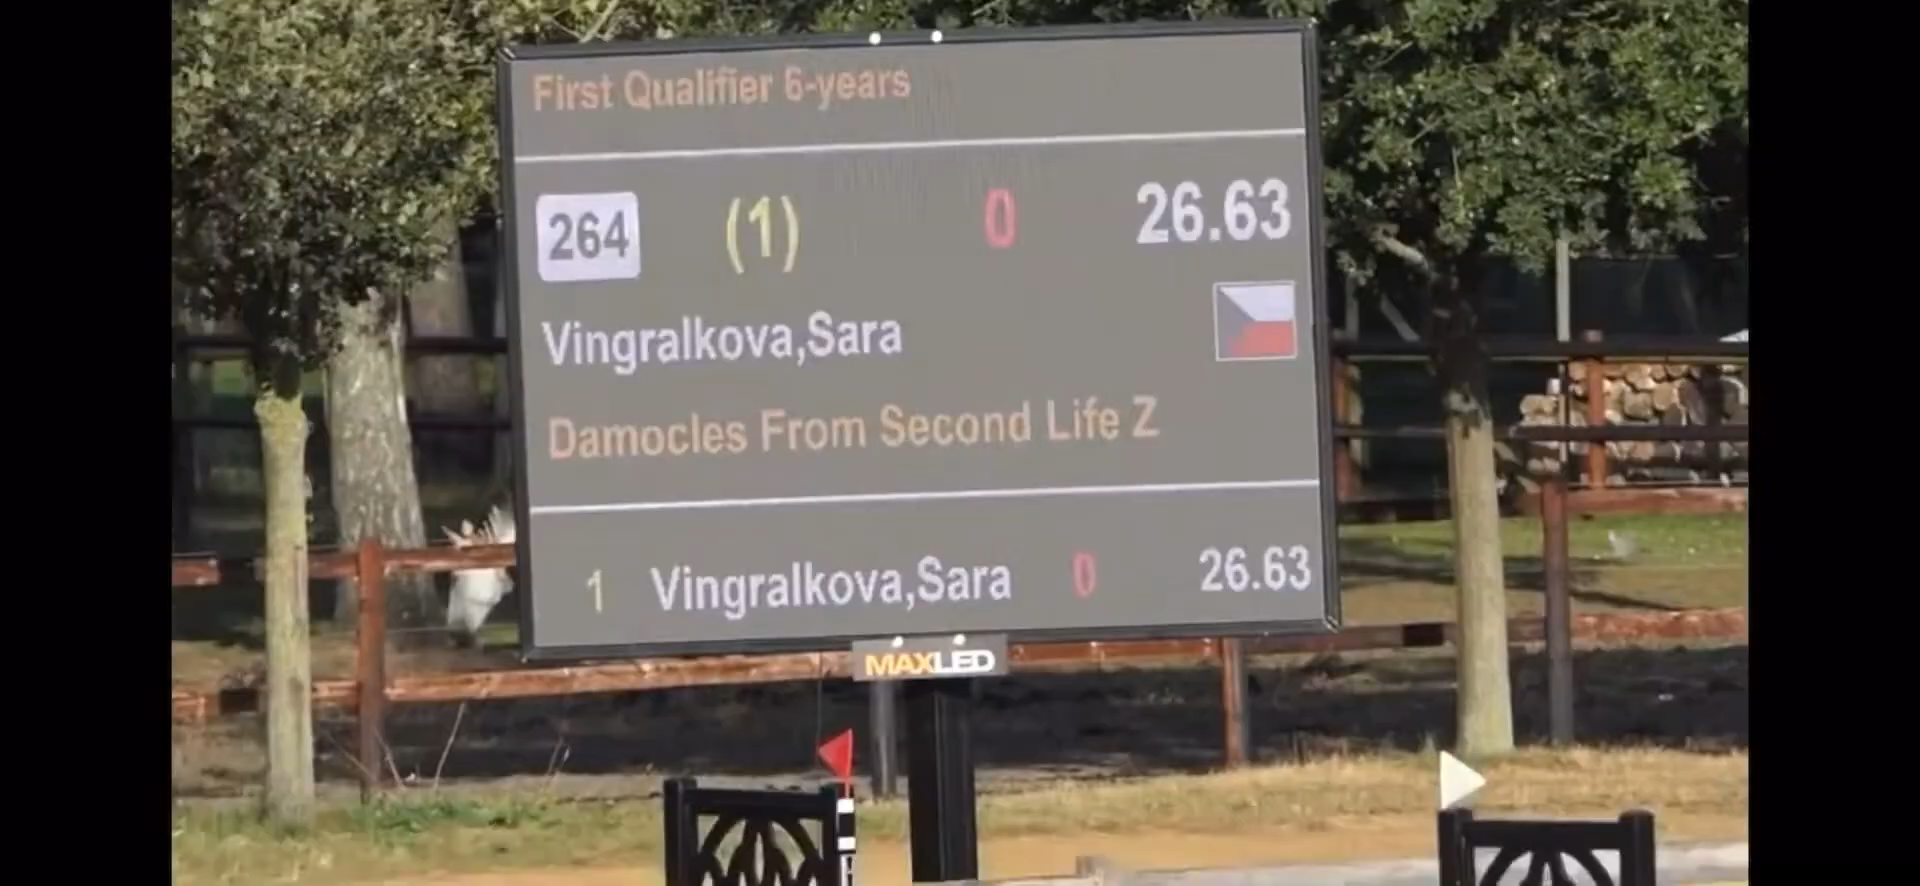 First Qualifier 6-years
264 (1) 0 26.63
Vingralkova,Sara
Damocles From Second Life Z
1 Vingralkova,Sara 0 26.63
MAXLED